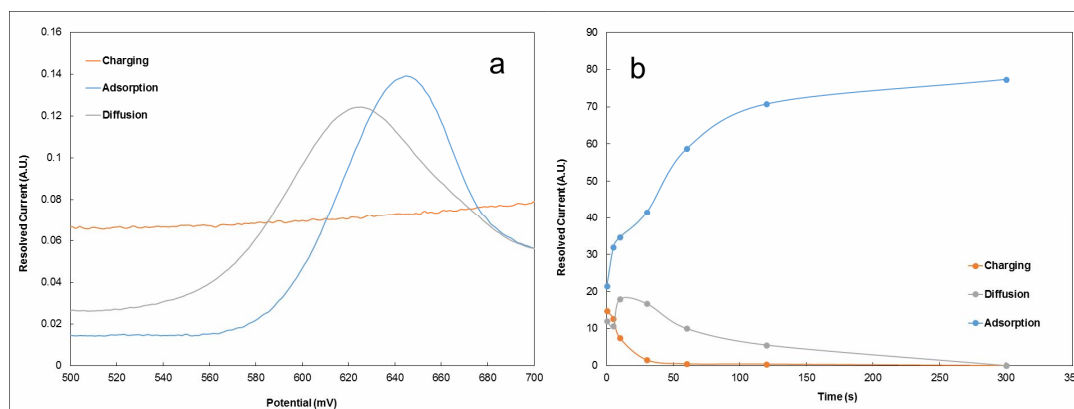 0.16
0.14
0.12
0.1
0.08
0.06
0.04
0.02
0
500 520 540 560 580 600 620 640 660 680 700
Resolved Current (A.U.)
Potential (mV)
Charging
Adsorption
Diffusion
a
90
80
70
60
50
40
30
20
10
0
0 50 100 150 200 250 300 35
Resolved Current (A.U.)
Time (s)
b
Charging
Diffusion
Adsorption